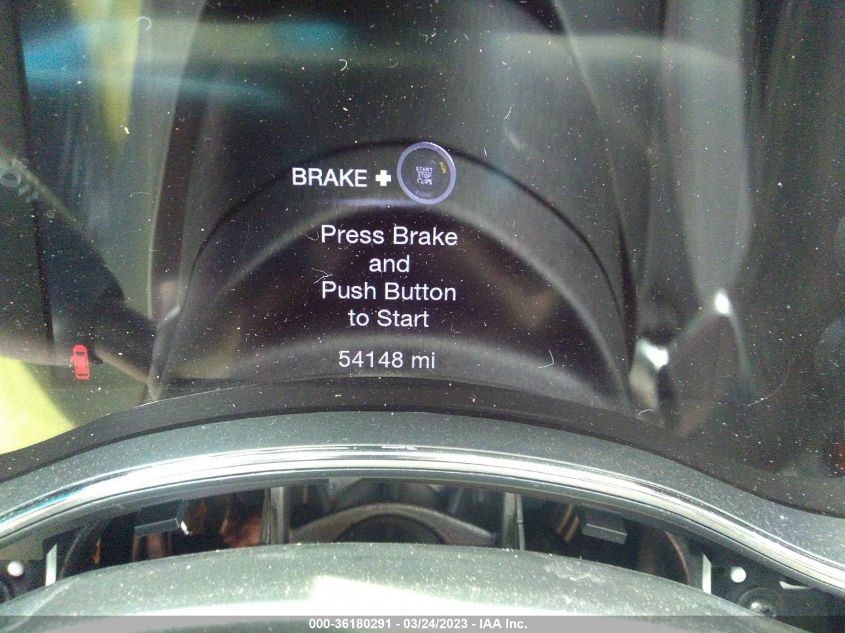 BRAKE +
START
STOP
RUN
Press Brake
and
Push Button
to Start
54148 mi
000-36180291 - 03/24/2023 - IAA Inc.